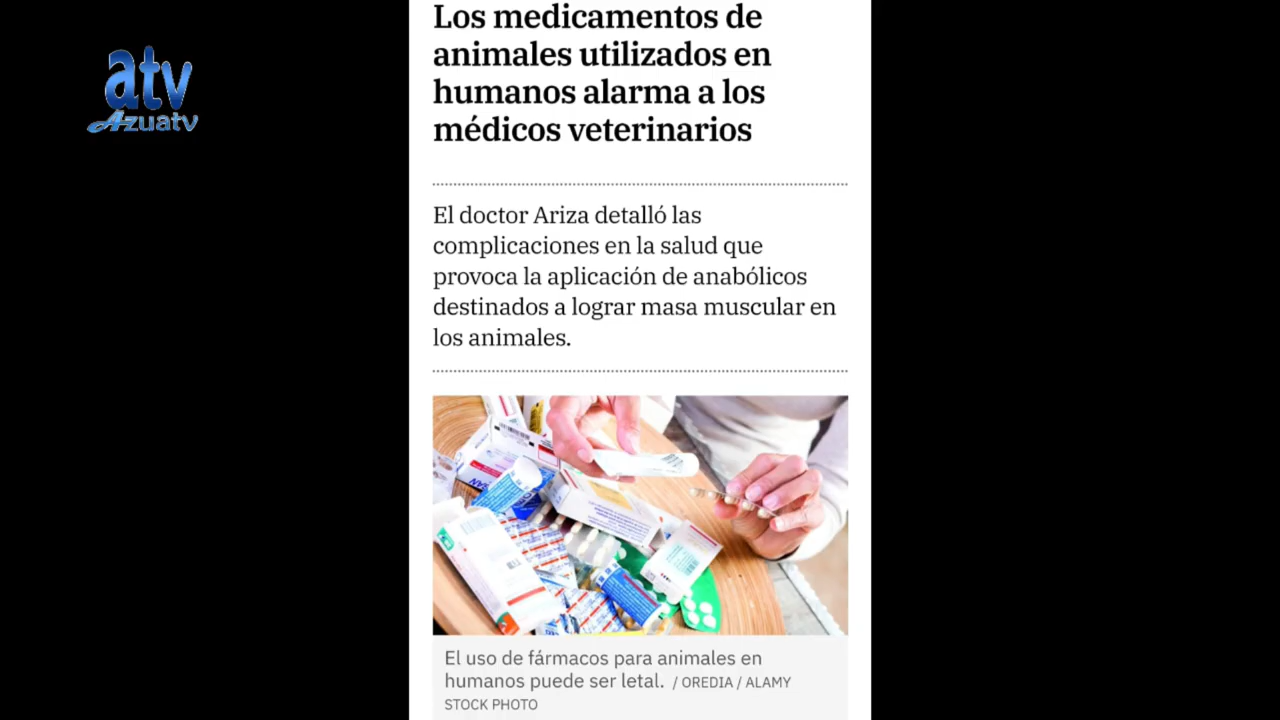 atv
Azuatv
Los medicamentos de
animales utilizados en
humanos alarma a los
médicos veterinarios
El doctor Ariza detalló las
complicaciones en la salud que
provoca la aplicación de anabólicos
destinados a lograr masa muscular en
los animales.
El uso de fármacos para animales en
humanos puede ser letal. / OREDIA / ALAMY
STOCK PHOTO